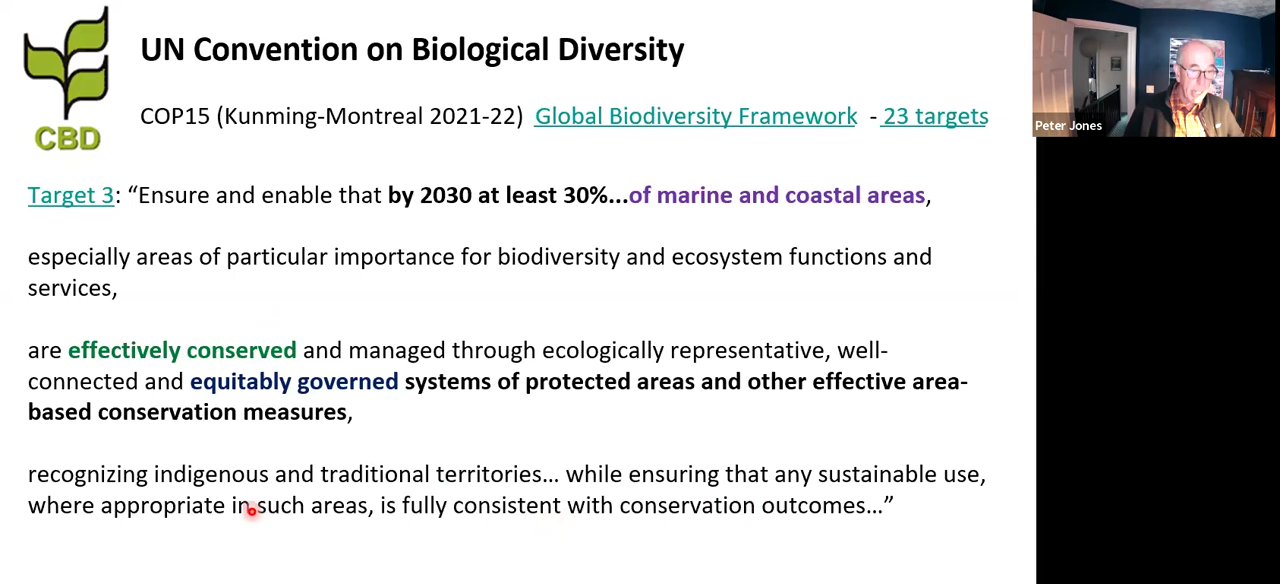 UN Convention on Biological Diversity
CBD
COP15 (Kunming-Montreal 2021-22) Global Biodiversity Framework - 23 targets
Peter Jones
Target 3: “Ensure and enable that by 2030 at least 30%...of marine and coastal areas,
especially areas of particular importance for biodiversity and ecosystem functions and
services,
are effectively conserved and managed through ecologically representative, well-
connected and equitably governed systems of protected areas and other effective area-
based conservation measures,
recognizing indigenous and traditional territories… while ensuring that any sustainable use,
where appropriate in such areas, is fully consistent with conservation outcomes…”